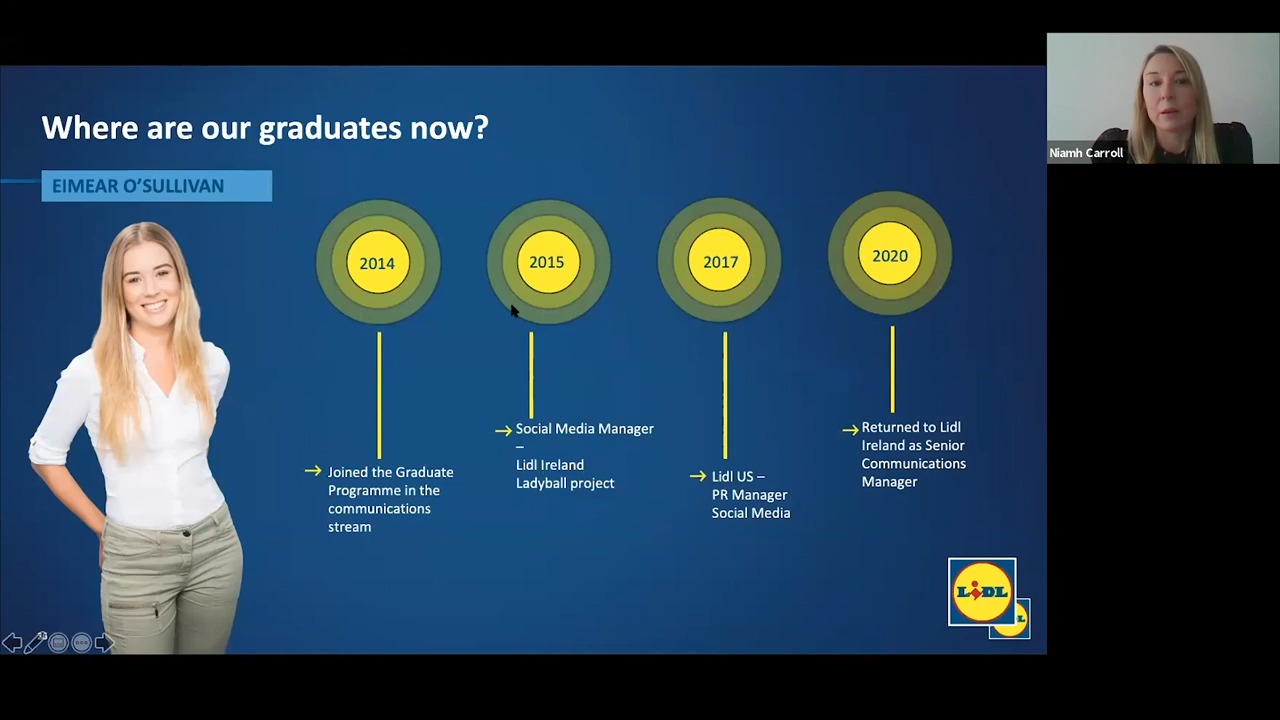 Where are our graduates now?
EIMEAR O'SULLIVAN
Niamh Carroll
2014
2015
2017
2020
Joined the Graduate
Programme in the
communications
stream
Social Media Manager
–
Lidl Ireland
Ladyball project
Lidl US –
PR Manager
Social Media
Returned to Lidl
Ireland as Senior
Communications
Manager
LIDL